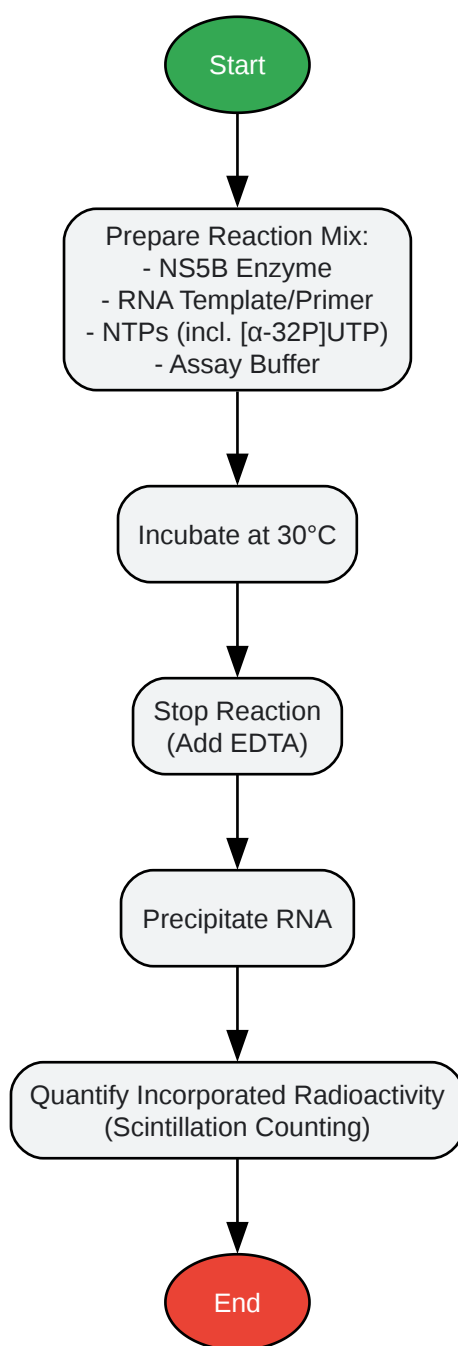 Start
Prepare Reaction Mix:
- NS5B Enzyme
- RNA Template/Primer
- NTPs (incl. [α-32P]UTP)
- Assay Buffer
Incubate at 30°C
Stop Reaction
(Add EDTA)
Precipitate RNA
Quantify Incorporated Radioactivity
(Scintillation Counting)
End